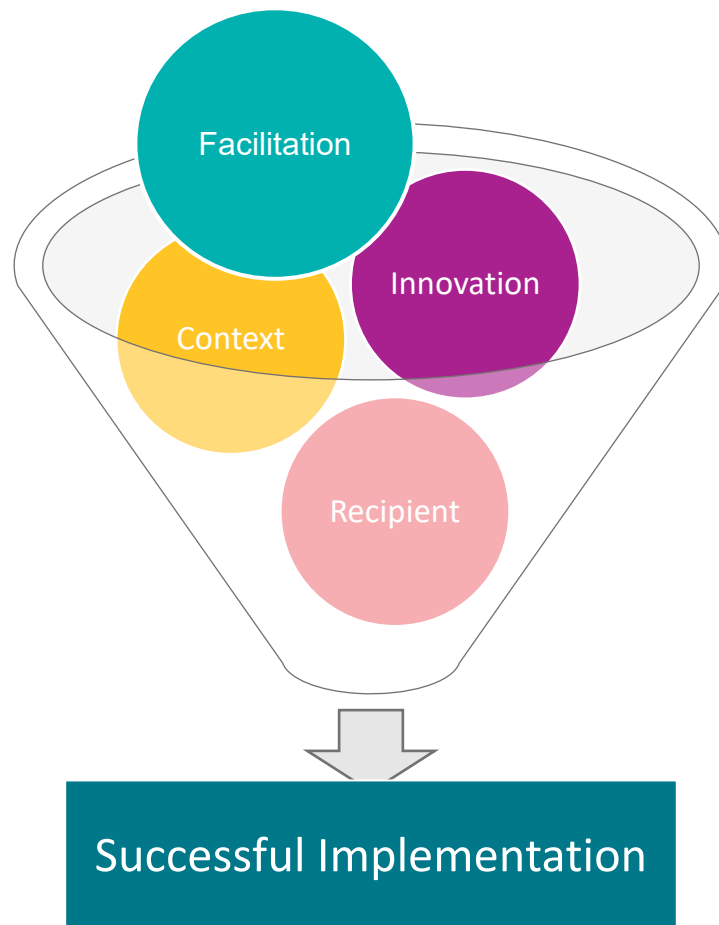 Facilitation
Innovation
Context
Recipient
Successful Implementation